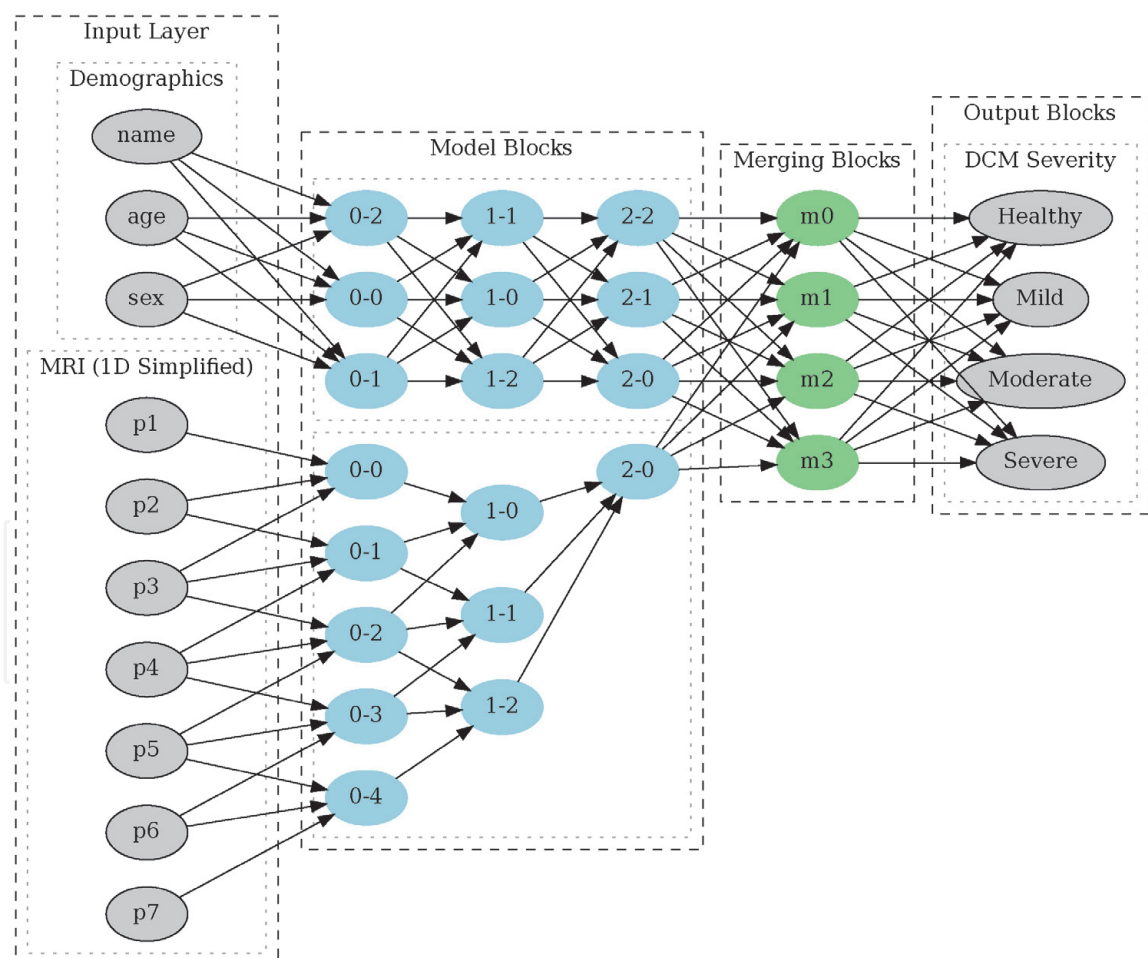 Input Layer
Demographics
name
age
sex
MRI (1D Simplified)
p1
p2
p3
p4
p5
p6
p7
Model Blocks
0-2
1-1
2-2
0-0
1-0
2-1
0-1
1-2
2-0
0-0
1-0
2-0
0-1
1-1
0-2
1-2
0-3
0-4
Merging Blocks
m0
m1
m2
m3
Output Blocks
DCM Severity
Healthy
Mild
Moderate
Severe